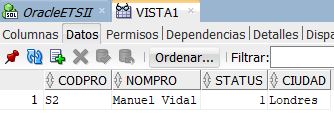 OracleETSII VISTA1
Columnas Datos Permisos Dependencias Detalles Dispa
Ordenar... Filtrar:
CODPRO NOMPRO STATUS CIUDAD
1 S2 Manuel Vidal 1 Londres